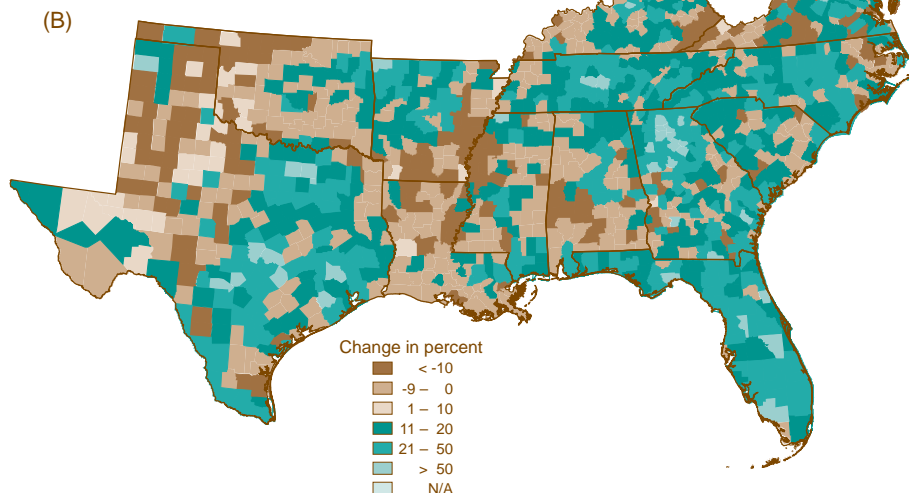 (B)
Change in percent
< -10
-9 – 0
1 – 10
11 – 20
21 – 50
> 50
N/A